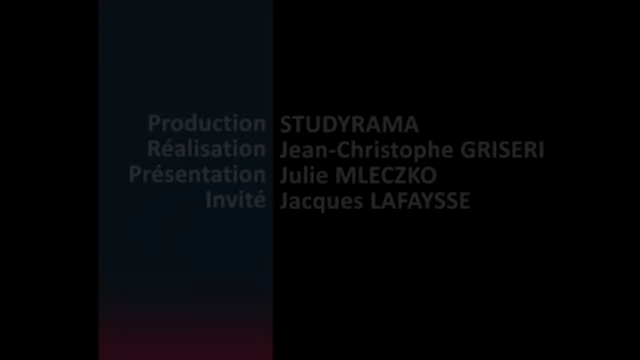 Production STUDYRAMA
Réalisation Jean-Christophe GRISERI
Présentation Julie MLECZKO
Invité Jacques LAFAYSSE